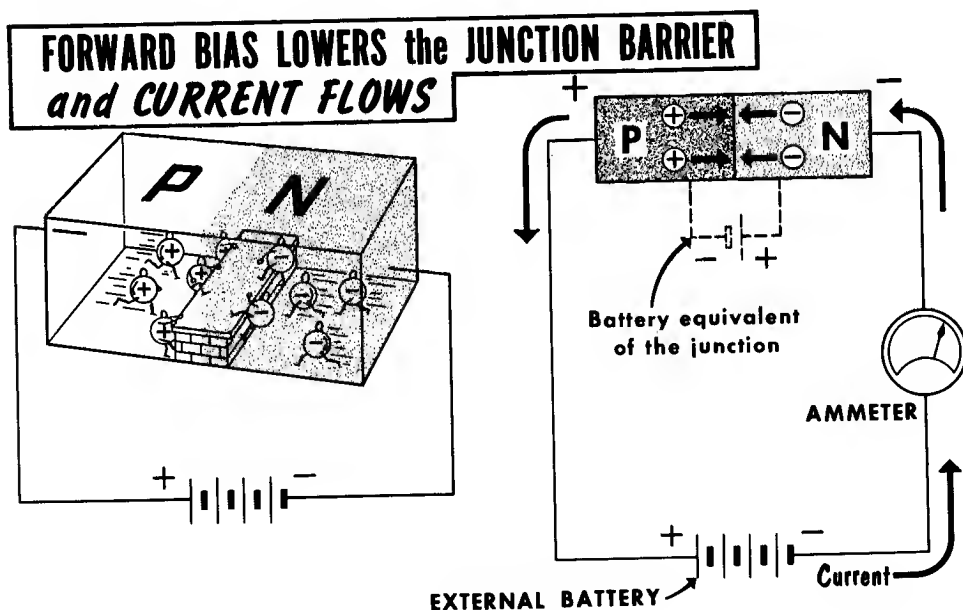 FORWARD BIAS LOWERS the JUNCTION BARRIER
and CURRENT FLOWS
P N
+ + + + +
− − − − −
+ −
+ −
P + − N
+ −
− +
Battery equivalent
of the junction
AMMETER
+ −
Current
EXTERNAL BATTERY